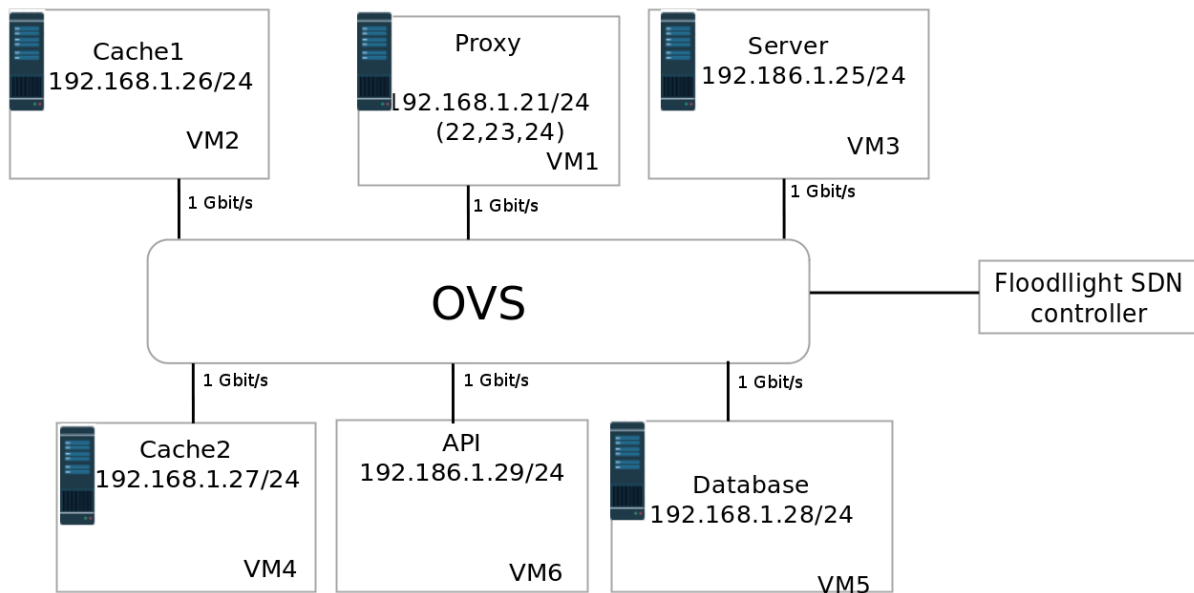 Cache1
192.168.1.26/24
VM2
Proxy
192.168.1.21/24
(22,23,24)
VM1
Server
192.186.1.25/24
VM3
1 Gbit/s
1 Gbit/s
1 Gbit/s
OVS
Floodllight SDN
controller
1 Gbit/s
1 Gbit/s
1 Gbit/s
Cache2
192.168.1.27/24
VM4
API
192.186.1.29/24
VM6
Database
192.168.1.28/24
VM5